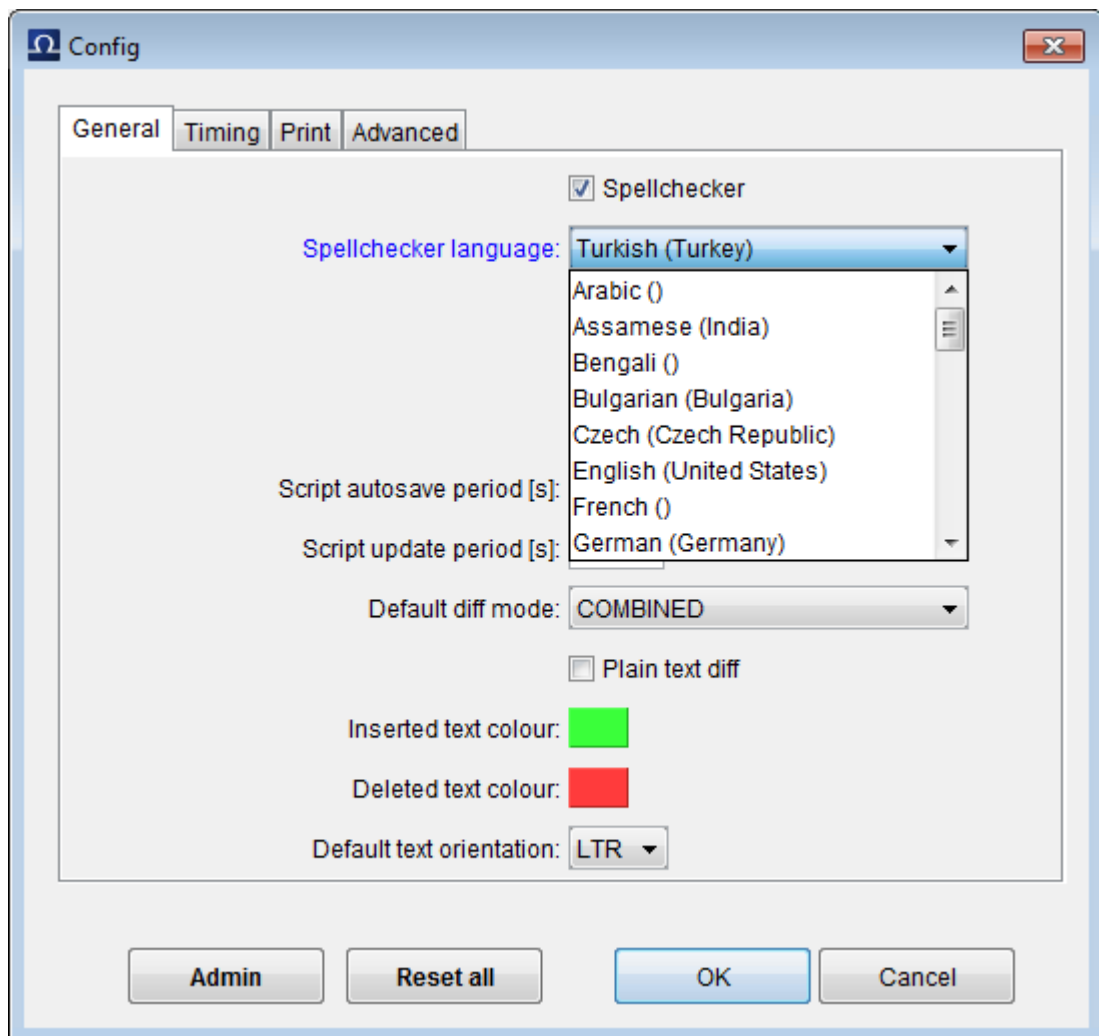 Config
General Timing Print Advanced
Spellchecker
Spellchecker language: Turkish (Turkey)
Arabic ()
Assamese (India)
Bengali ()
Bulgarian (Bulgaria)
Czech (Czech Republic)
English (United States)
French ()
German (Germany)
Script autosave period [s]:
Script update period [s]:
Default diff mode: COMBINED
Plain text diff
Inserted text colour:
Deleted text colour:
Default text orientation: LTR
Admin Reset all OK Cancel